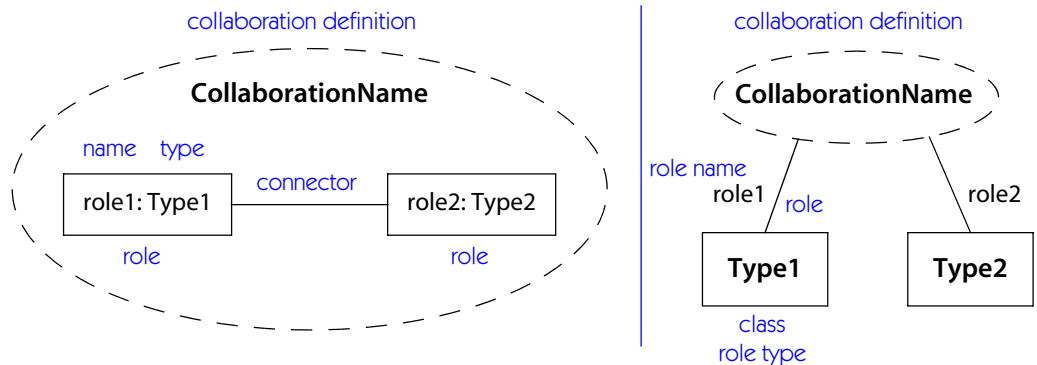 collaboration definition
CollaborationName
name type
role1: Type1
connector
role2: Type2
role
role
collaboration definition
CollaborationName
role name
role1
role
role2
Type1
Type2
class
role type